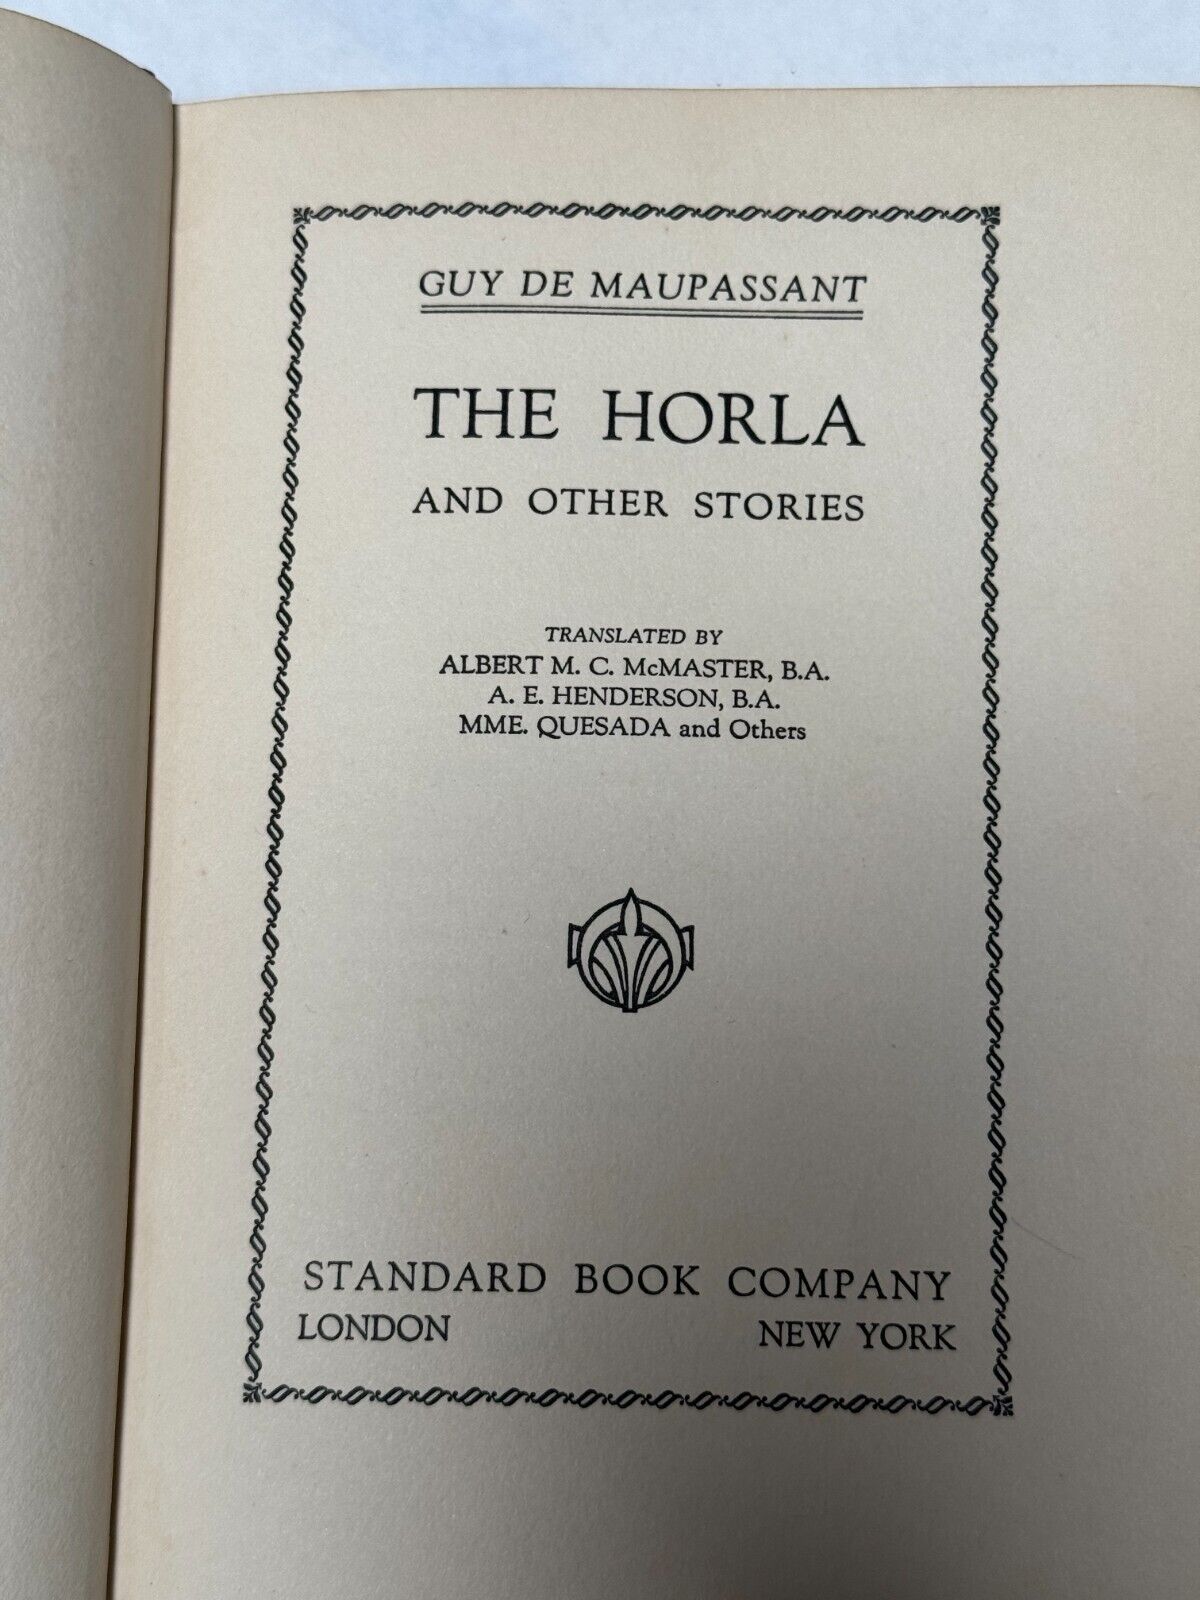 GUY DE MAUPASSANT
THE HORLA
AND OTHER STORIES
TRANSLATED BY
ALBERT M. C. McMASTER, B.A.
A. E. HENDERSON, B.A.
MME. QUESADA and Others
STANDARD BOOK COMPANY
LONDON NEW YORK